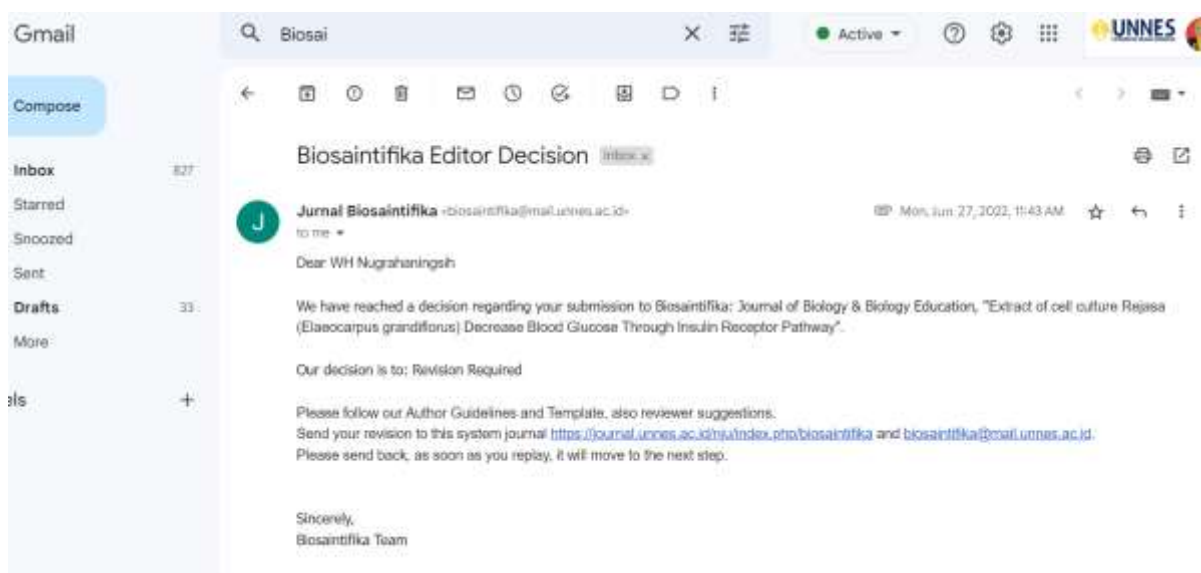 Gmail
Biosai
Active
UNNES
Compose
Biosaintifika Editor Decision Inbox x
Inbox 827
Jurnal Biosaintifika <biosaintifika@mail.unnes.ac.id> Mon, Jun 27, 2022, 11:43 AM
Starred
to me
Snoozed
Dear WH Nugrahaningsih
Sent
Drafts 33
We have reached a decision regarding your submission to Biosaintifika: Journal of Biology & Biology Education, "Extract of cell culture Rejasa
(Elaeocarpus grandiflorus) Decrease Blood Glucose Through Insulin Receptor Pathway".
More
Our decision is to: Revision Required
els
Please follow our Author Guidelines and Template, also reviewer suggestions.
Send your revision to this system journal https://journal.unnes.ac.id/nju/index.php/biosaintifika and biosaintifika@mail.unnes.ac.id.
Please send back, as soon as you replay, it will move to the next step.
Sincerely,
Biosaintifika Team